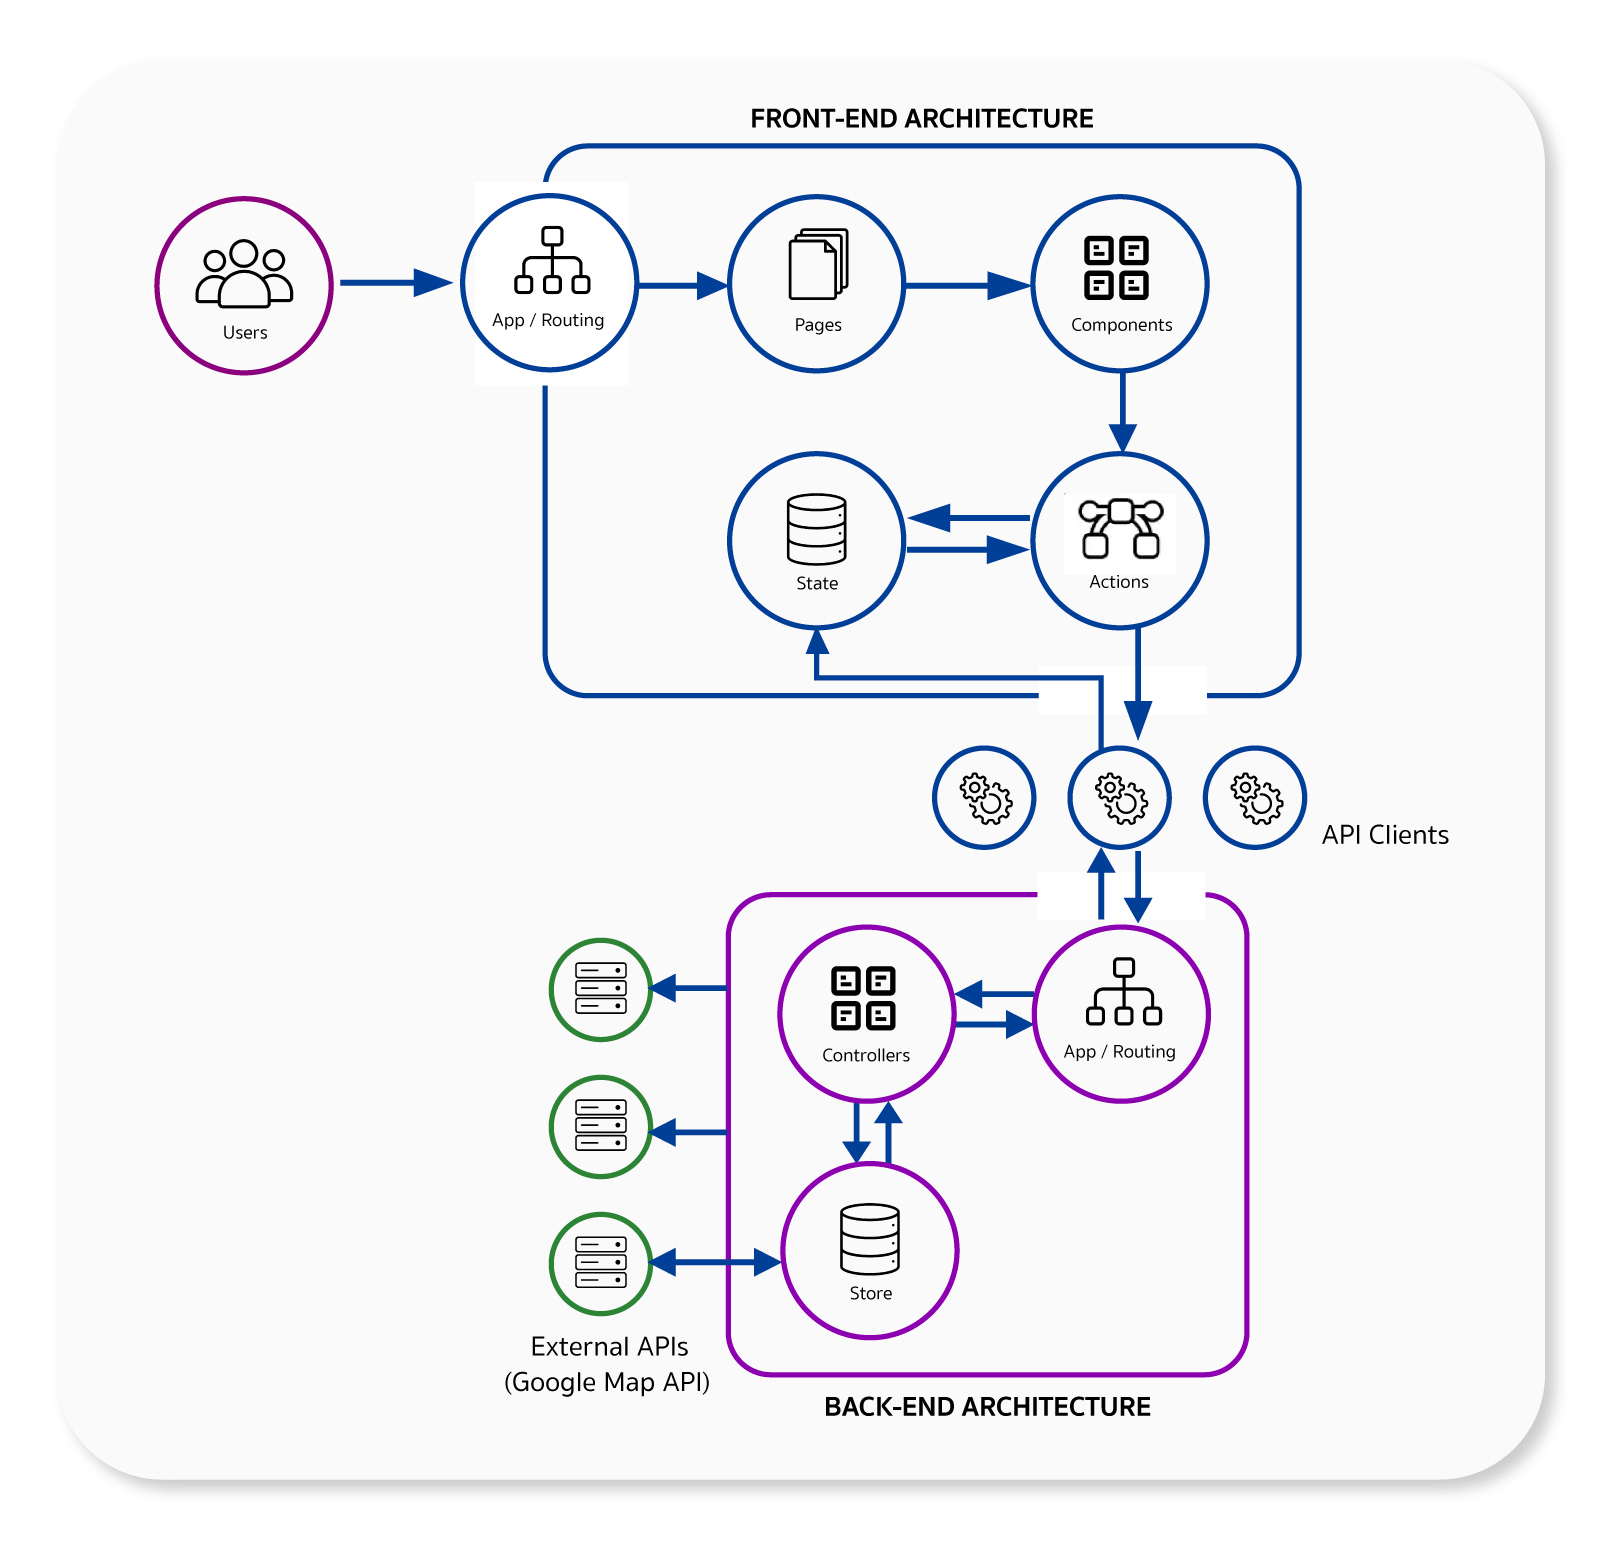 FRONT-END ARCHITECTURE
Users
App / Routing
Pages
Components
State
Actions
API Clients
Controllers
App / Routing
Store
External APIs
(Google Map API)
BACK-END ARCHITECTURE